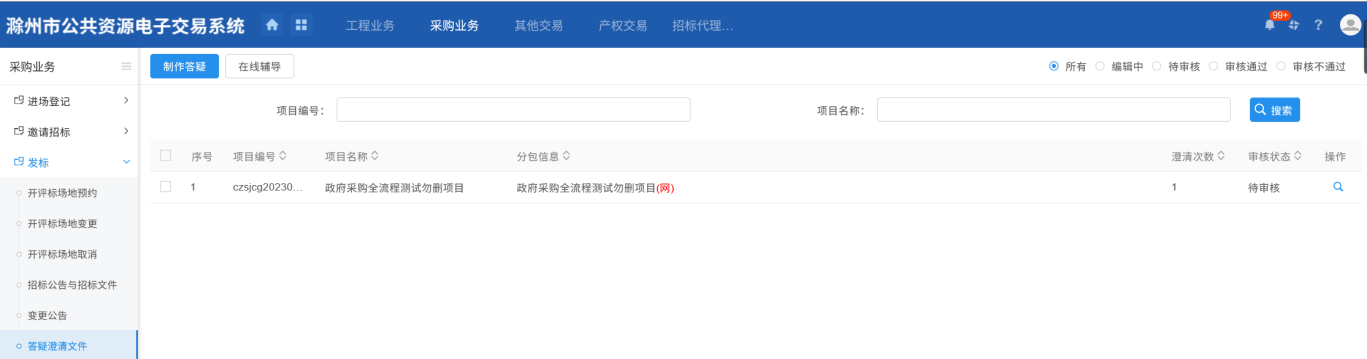 滁州市公共资源电子交易系统 工程业务 采购业务 其他交易 产权交易 招标代理... 99+ ?
采购业务 制作答疑 在线辅导 所有 编辑中 待审核 审核通过 审核不通过
进场登记 项目编号： 项目名称： 搜索
邀请招标
发标 序号 项目编号 项目名称 分包信息 澄清次数 审核状态 操作
开评标场地预约 1 czsjcg20230... 政府采购全流程测试勿删项目 政府采购全流程测试勿删项目(网) 1 待审核
开评标场地变更
开评标场地取消
招标公告与招标文件
变更公告
答疑澄清文件